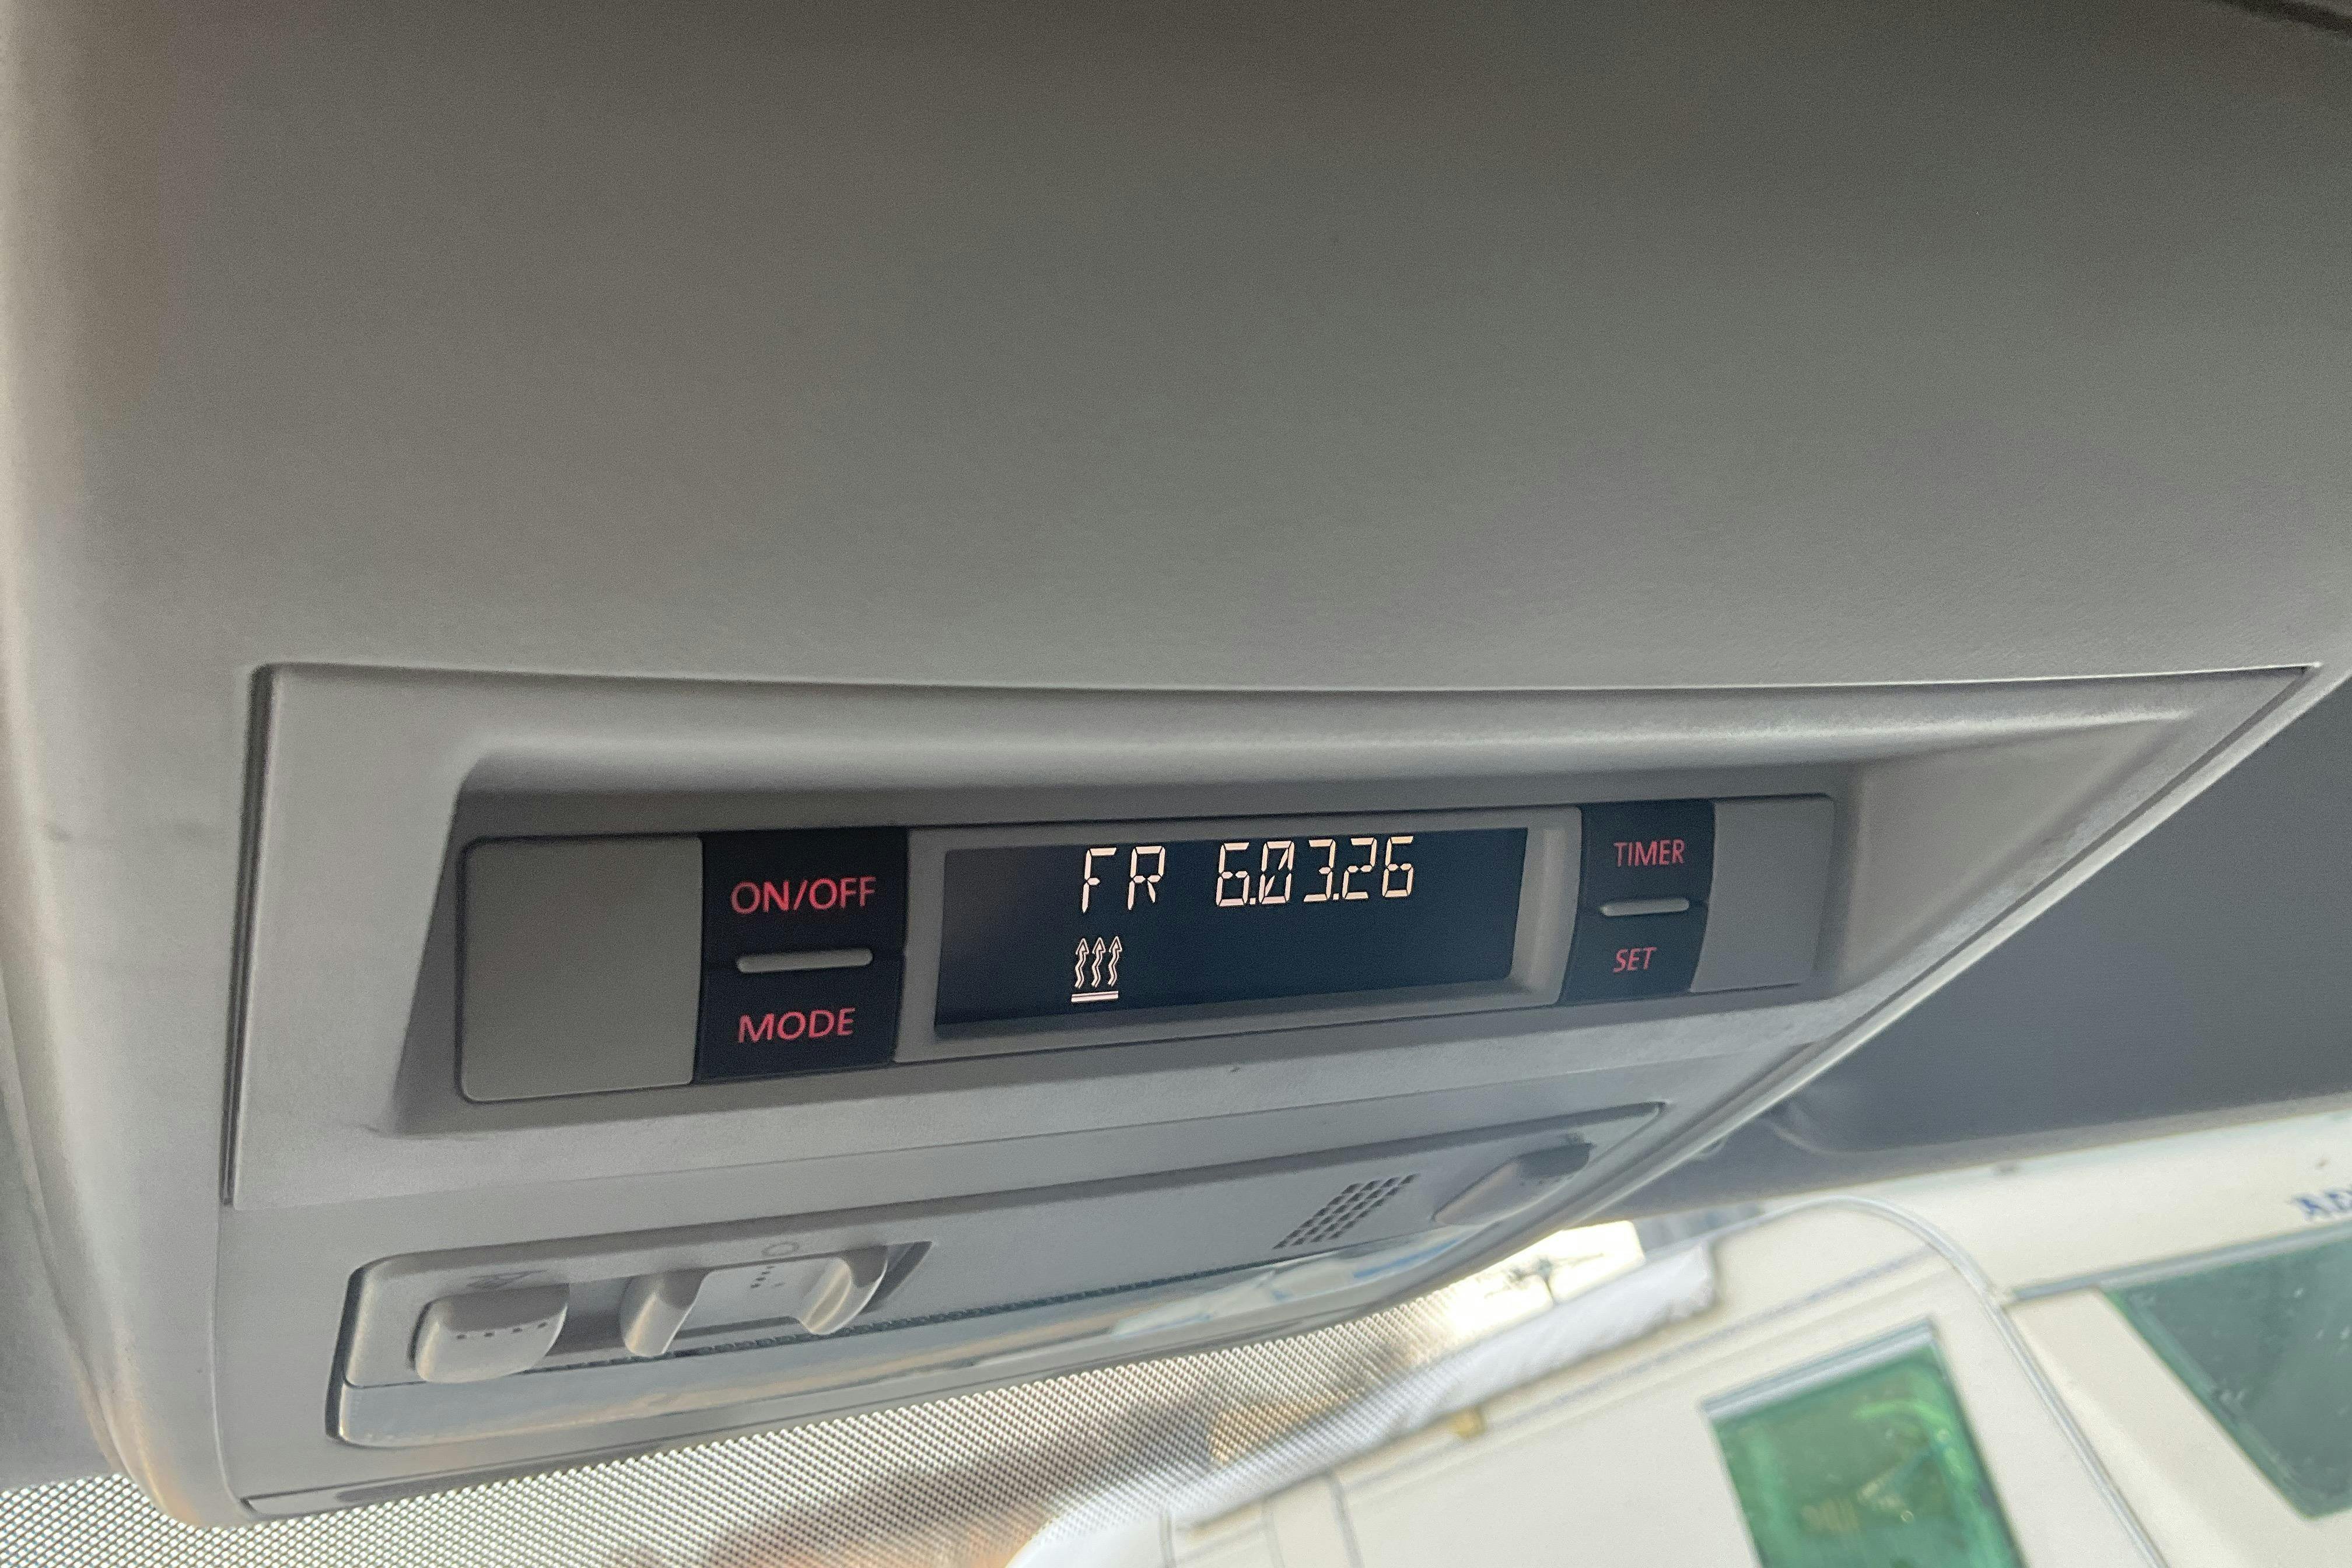 FR 6.03.26
ON/OFF
MODE
TIMER
SET